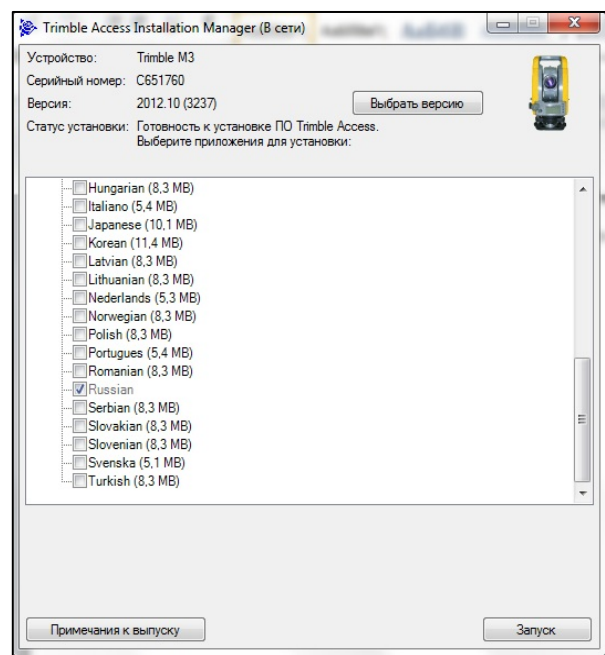 Trimble Access Installation Manager (В сети)
Устройство: Trimble M3
Серийный номер: C651760
Версия: 2012.10 (3237)
Выбрать версию
Статус установки: Готовность к установке ПО Trimble Access.
Выберите приложения для установки:
Hungarian (8,3 MB)
Italiano (5,4 MB)
Japanese (10,1 MB)
Korean (11,4 MB)
Latvian (8,3 MB)
Lithuanian (8,3 MB)
Nederlands (5,3 MB)
Norwegian (8,3 MB)
Polish (8,3 MB)
Portugues (5,4 MB)
Romanian (8,3 MB)
Russian
Serbian (8,3 MB)
Slovakian (8,3 MB)
Slovenian (8,3 MB)
Svenska (5,1 MB)
Turkish (8,3 MB)
Примечания к выпуску
Запуск